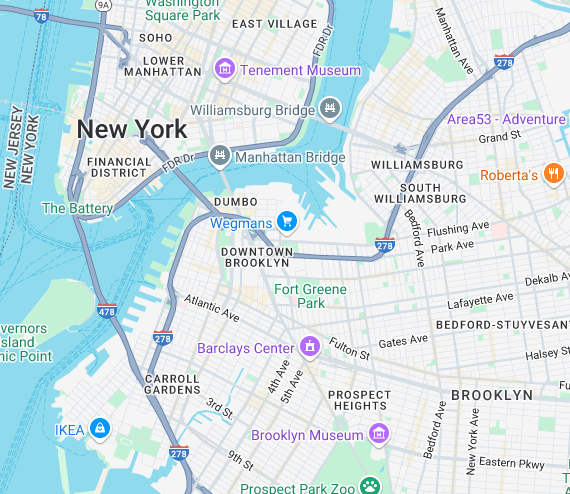 Washington
Square Park
78
9A
EAST VILLAGE
SOHO
FDR Dr
Manhattan Ave
LOWER
MANHATTAN
Tenement Museum
278
Williamsburg Bridge
Area53 - Adventure
New York
Grand St
NEW JERSEY
NEW YORK
FINANCIAL
DISTRICT
FDR Dr
Manhattan Bridge
WILLIAMSBURG
Roberta's
SOUTH
WILLIAMSBURG
The Battery
DUMBO
Wegmans
Bedford Ave
Flushing Ave
Park Ave
278
DOWNTOWN
BROOKLYN
Fort Greene
Park
Dekalb Av
Lafayette Ave
478
Atlantic Ave
BEDFORD-STUYVESANT
overnors
sland
nic Point
278
Barclays Center
Fulton St
Gates Ave
Halsey St
CARROLL
GARDENS
4th Ave
5th Ave
PROSPECT
HEIGHTS
BROOKLYN
3rd St.
IKEA
Brooklyn Museum
Bedford Ave
New York Ave
278
9th St
Eastern Pkwy
Prospect Park Zoo